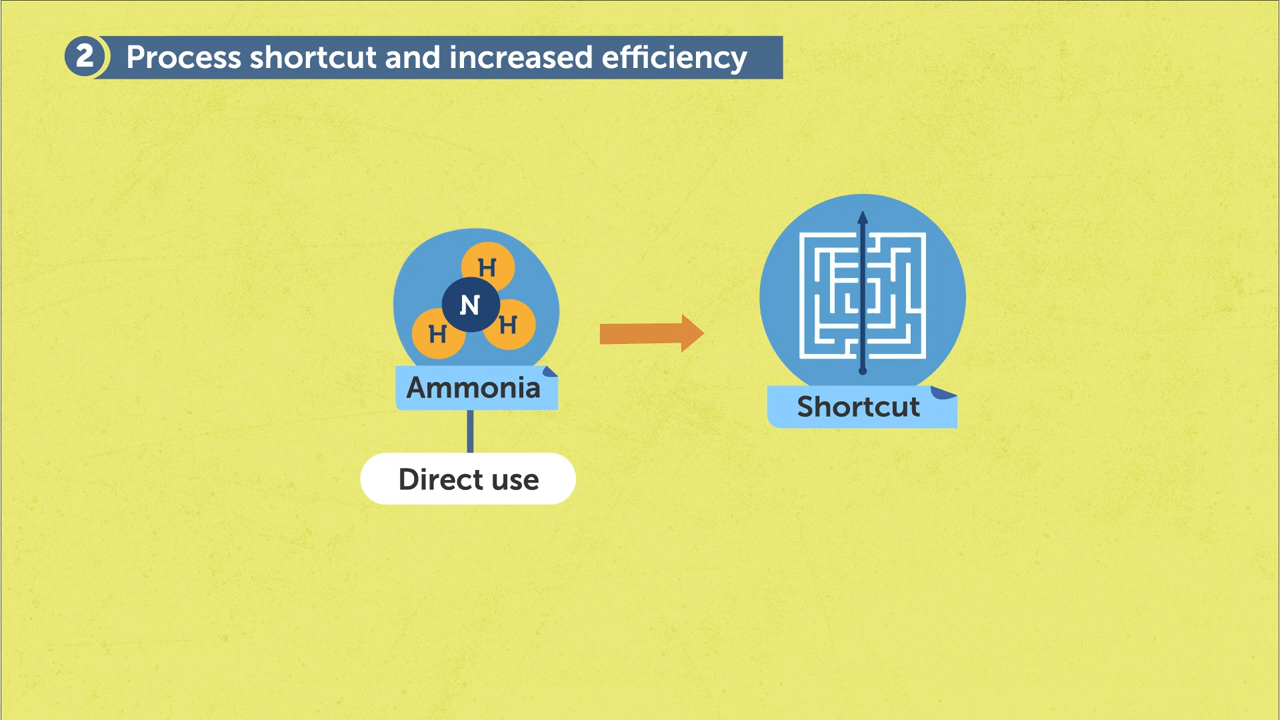 2 Process shortcut and increased efficiency
H
N
H
H
Ammonia
Direct use
Shortcut